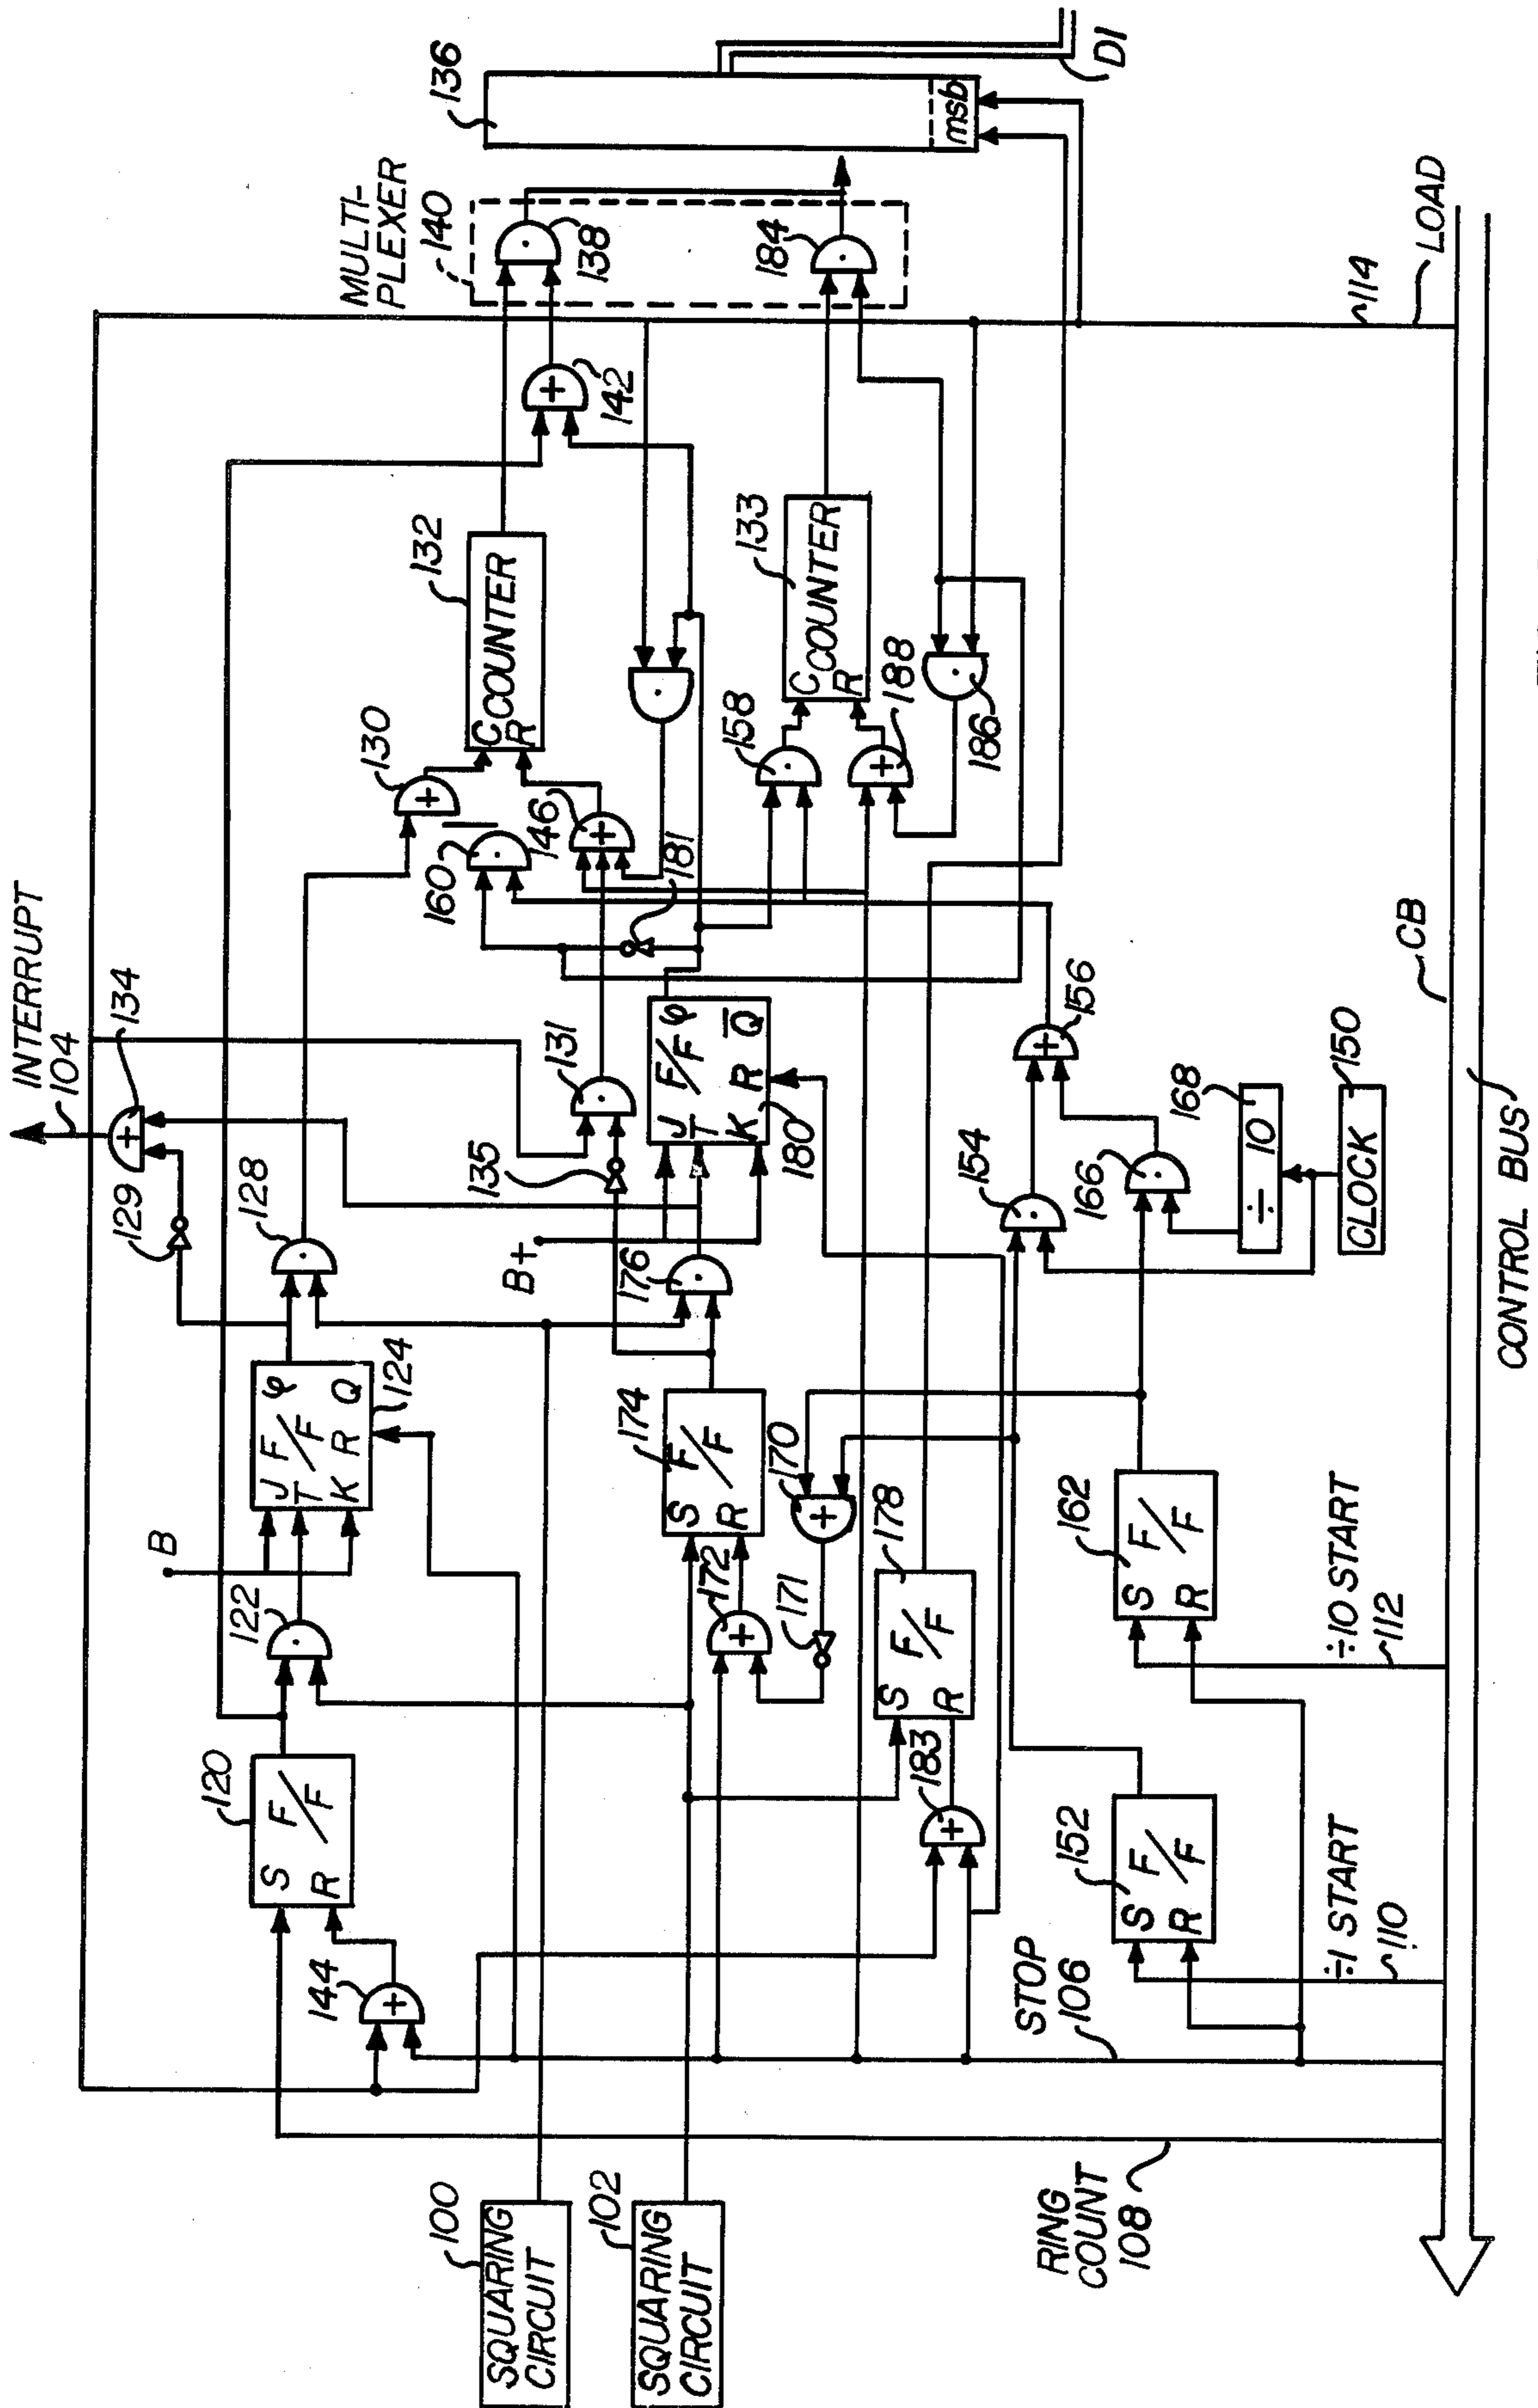 INTERRUPT
104
134
129
128
B
122
J F/F φ
T
K R Q
124
120
S F/F
R
144
130
132
C COUNTER
R
160
146
181
142
MULTI-
PLEXER
140
138
184
136
msb
DI
131
135
B+
176
J F/F φ
T
K R Q̅
180
174
S F/F
R
172
170
171
178
S F/F
R
183
158
133
C COUNTER
R
188
186
100
SQUARING
CIRCUIT
102
SQUARING
CIRCUIT
154
156
166
168
÷ 10
CLOCK
150
162
S F/F
R
152
S F/F
R
RING
COUNT
108
STOP
106
÷1 START
110
÷10 START
112
114
LOAD
CB
CONTROL BUS